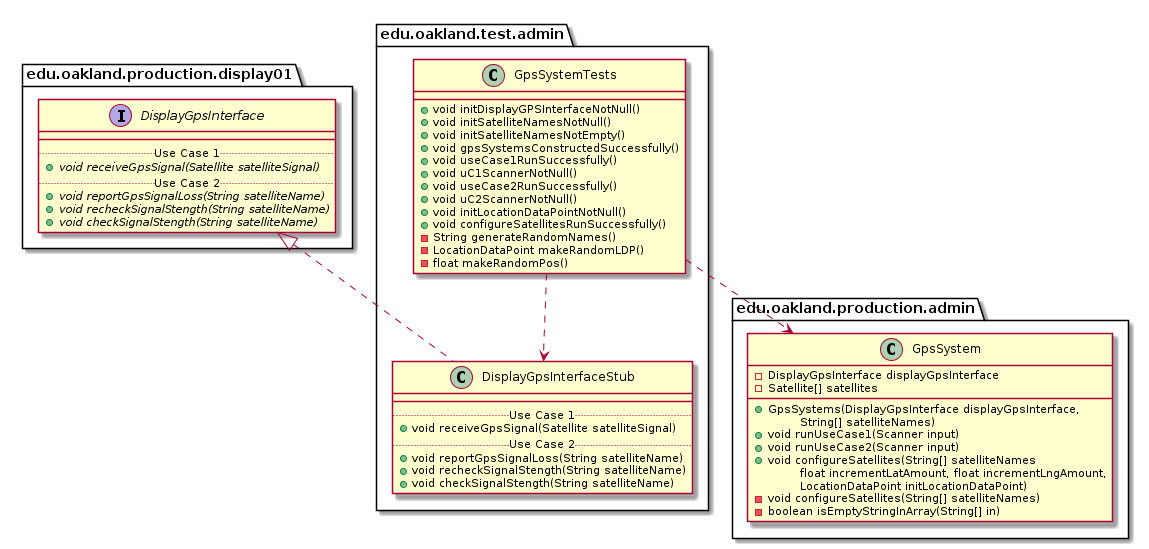 edu.oakland.production.display01
I DisplayGpsInterface
Use Case 1
void receiveGpsSignal(Satellite satelliteSignal)
Use Case 2
void reportGpsSignalLoss(String satelliteName)
void recheckSignalStength(String satelliteName)
void checkSignalStength(String satelliteName)
edu.oakland.test.admin
C GpsSystemTests
void initDisplayGPSInterfaceNotNull()
void initSatelliteNamesNotNull()
void initSatelliteNamesNotEmpty()
void gpsSystemsConstructedSuccessfully()
void useCase1RunSuccessfully()
void uC1ScannerNotNull()
void useCase2RunSuccessfully()
void uC2ScannerNotNull()
void initLocationDataPointNotNull()
void configureSatellitesRunSuccessfully()
String generateRandomNames()
LocationDataPoint makeRandomLDP()
float makeRandomPos()
C DisplayGpsInterfaceStub
Use Case 1
void receiveGpsSignal(Satellite satelliteSignal)
Use Case 2
void reportGpsSignalLoss(String satelliteName)
void recheckSignalStength(String satelliteName)
void checkSignalStength(String satelliteName)
edu.oakland.production.admin
C GpsSystem
DisplayGpsInterface displayGpsInterface
Satellite[] satellites
GpsSystems(DisplayGpsInterface displayGpsInterface,
String[] satelliteNames)
void runUseCase1(Scanner input)
void runUseCase2(Scanner input)
void configureSatellites(String[] satelliteNames
float incrementLatAmount, float incrementLngAmount,
LocationDataPoint initLocationDataPoint)
void configureSatellites(String[] satelliteNames)
boolean isEmptyStringInArray(String[] in)